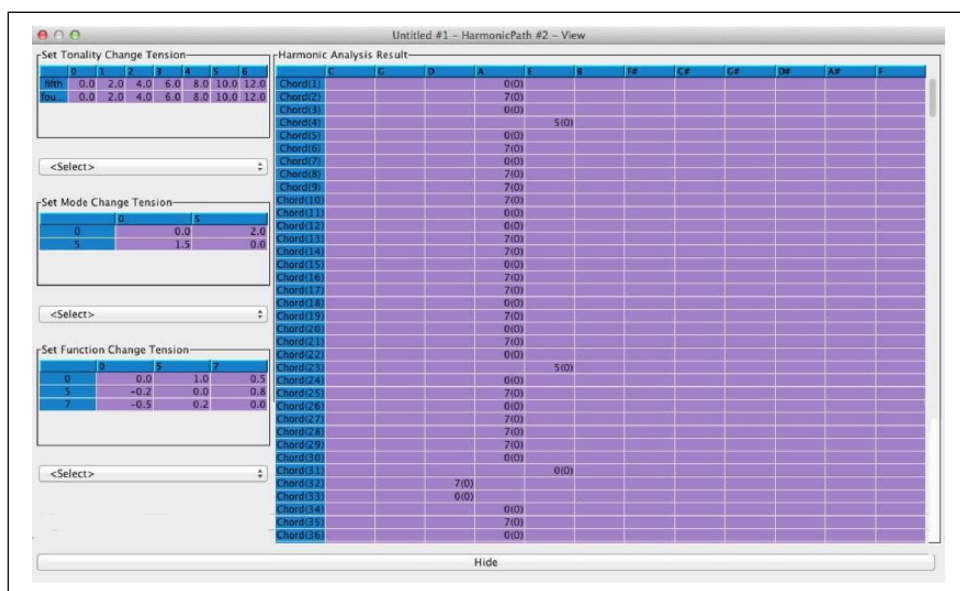 Untitled #1 – HarmonicPath #2 – View
Set Tonality Change Tension
0 1 2 3 4 5 6
fifth 0.0 2.0 4.0 6.0 8.0 10.0 12.0
fou... 0.0 2.0 4.0 6.0 8.0 10.0 12.0
<Select>
Set Mode Change Tension
0 5
0 0.0 2.0
5 1.5 0.0
<Select>
Set Function Change Tension
0 5 7
0 0.0 1.0 0.5
5 -0.2 0.0 0.8
7 -0.5 0.2 0.0
<Select>
Harmonic Analysis Result
C G D A E B F# C# G# D# A# F
Chord(1) 0(0)
Chord(2) 7(0)
Chord(3) 0(0)
Chord(4) 5(0)
Chord(5) 0(0)
Chord(6) 7(0)
Chord(7) 0(0)
Chord(8) 7(0)
Chord(9) 7(0)
Chord(10) 7(0)
Chord(11) 0(0)
Chord(12) 0(0)
Chord(13) 7(0)
Chord(14) 7(0)
Chord(15) 0(0)
Chord(16) 7(0)
Chord(17) 7(0)
Chord(18) 0(0)
Chord(19) 7(0)
Chord(20) 0(0)
Chord(21) 7(0)
Chord(22) 0(0)
Chord(23) 5(0)
Chord(24) 0(0)
Chord(25) 7(0)
Chord(26) 0(0)
Chord(27) 7(0)
Chord(28) 7(0)
Chord(29) 7(0)
Chord(30) 0(0)
Chord(31) 0(0)
Chord(32) 7(0)
Chord(33) 0(0)
Chord(34) 0(0)
Chord(35) 7(0)
Chord(36) 0(0)
Hide